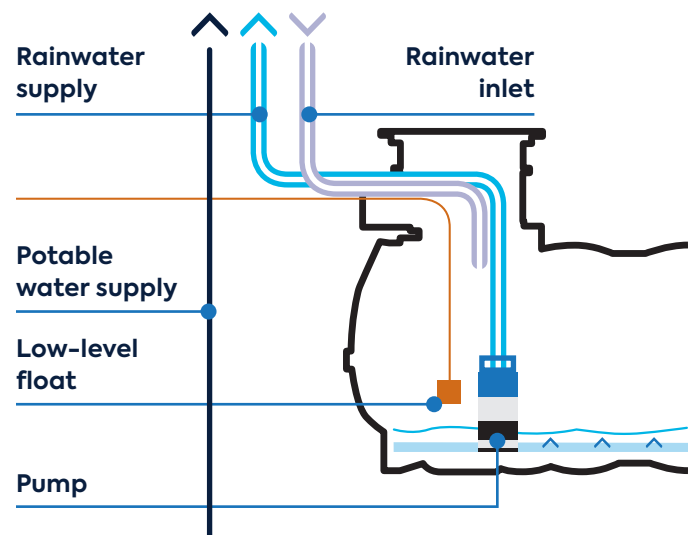 Rainwater
supply
Rainwater
inlet
Potable
water supply
Low-level
float
Pump